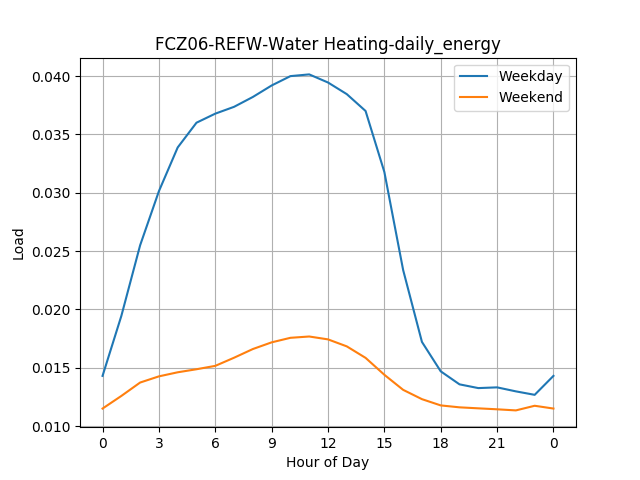 FCZ06-REFW-Water Heating-daily_energy
Weekday
Weekend
0.040
0.035
0.030
0.025
0.020
0.015
0.010
Load
0 3 6 9 12 15 18 21 0
Hour of Day